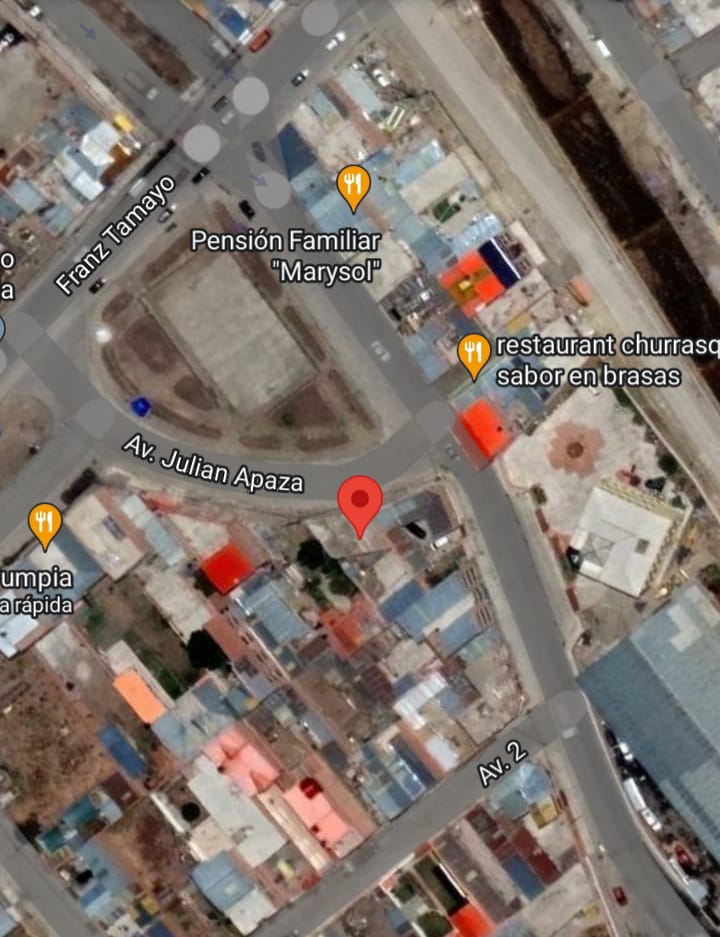 Franz Tamayo
Pensión Familiar
"Marysol"
o
a
restaurant churrasq
sabor en brasas
Av. Julian Apaza
umpia
a rápida
Av. 2